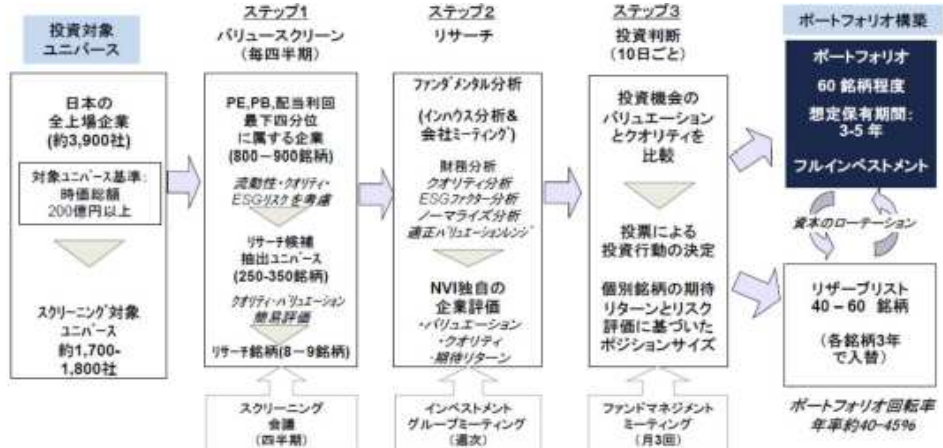 投資対象
ユニバース
日本の
全上場企業
(約3,900社)
対象ユニバース基準:
時価総額
200億円以上
スクリーニング対象
ユニバース
約1,700-
1,800社
ステップ1
バリュースクリーン
(毎四半期)
PE,PB,配当利回
最下四分位
に属する企業
(800－900銘柄)
流動性・クオリティ・
ESGリスクを考慮
リサーチ候補
抽出ユニバース
(250-350銘柄)
クオリティ・バリュエーション
簡易評価
リサーチ銘柄(8－9銘柄)
スクリーニング
会議
(四半期)
ステップ2
リサーチ
ファンダメンタル分析
(インハウス分析&
会社ミーティング)
財務分析
クオリティ分析
ESGファクター分析
ノーマライズ分析
適正バリュエーションレンジ
NVI独自の
企業評価
・バリュエーション
・クオリティ
・期待リターン
インベストメント
グループミーティング
(週次)
ステップ3
投資判断
(10日ごと)
投資機会の
バリュエーション
とクオリティを
比較
投票による
投資行動の決定
個別銘柄の期待
リターンとリスク
評価に基づいた
ポジションサイズ
ファンドマネジメント
ミーティング
(月3回)
ポートフォリオ構築
ポートフォリオ
60 銘柄程度
想定保有期間:
3-5 年
フルインベストメント
資本のローテーション
リザーブリスト
40 – 60 銘柄
(各銘柄3年
で入替)
ポートフォリオ回転率
年率約40-45%